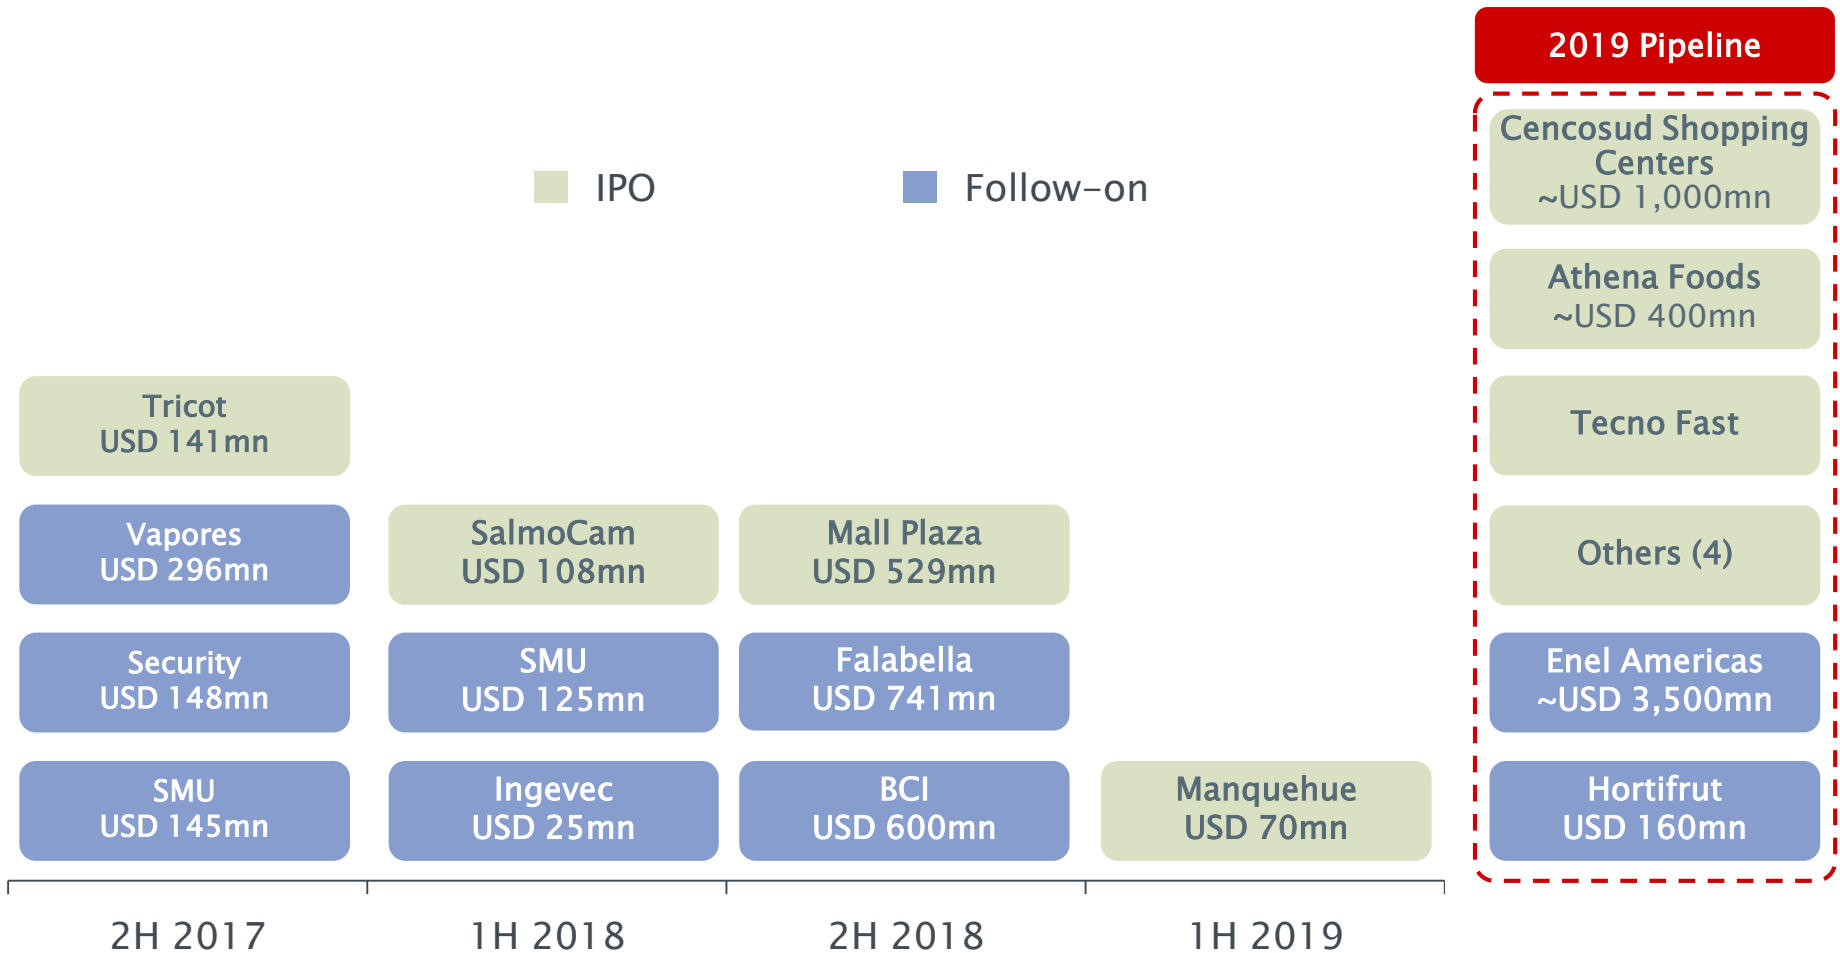 2019 Pipeline
IPO
Follow-on
Cencosud Shopping
Centers
~USD 1,000mn
Athena Foods
~USD 400mn
Tecno Fast
Others (4)
Enel Americas
~USD 3,500mn
Hortifrut
USD 160mn
Tricot
USD 141mn
Vapores
USD 296mn
Security
USD 148mn
SMU
USD 145mn
SalmoCam
USD 108mn
SMU
USD 125mn
Ingevec
USD 25mn
Mall Plaza
USD 529mn
Falabella
USD 741mn
BCI
USD 600mn
Manquehue
USD 70mn
2H 2017
1H 2018
2H 2018
1H 2019